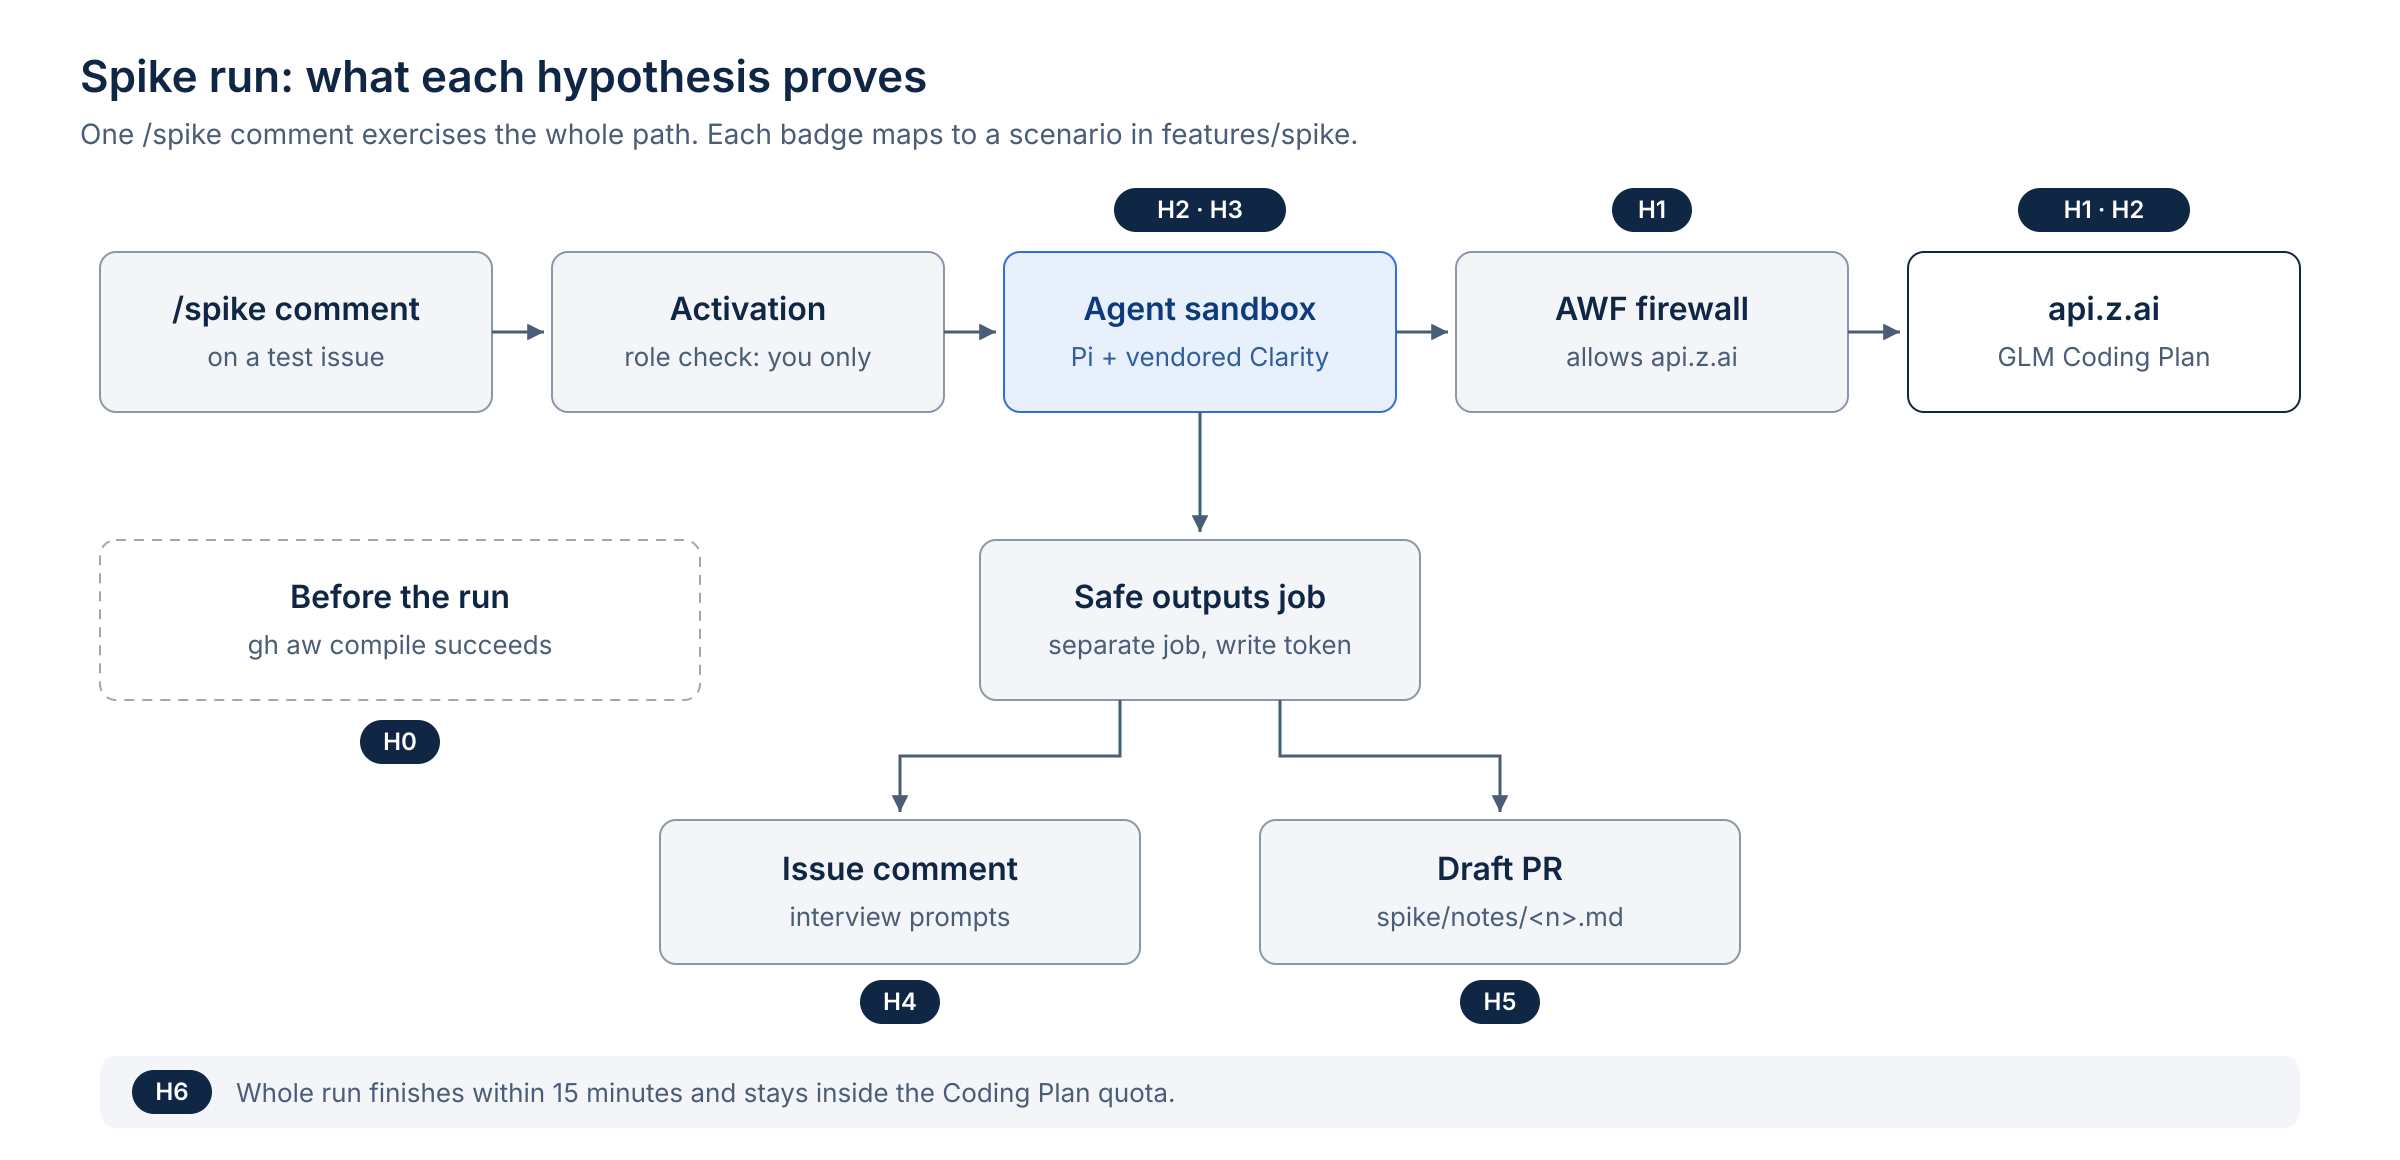 Spike run: what each hypothesis proves
One /spike comment exercises the whole path. Each badge maps to a scenario in features/spike.
H2 · H3
H1
H1 · H2
/spike comment
on a test issue
Activation
role check: you only
Agent sandbox
Pi + vendored Clarity
AWF firewall
allows api.z.ai
api.z.ai
GLM Coding Plan
Before the run
gh aw compile succeeds
H0
Safe outputs job
separate job, write token
Issue comment
interview prompts
H4
Draft PR
spike/notes/<n>.md
H5
H6
Whole run finishes within 15 minutes and stays inside the Coding Plan quota.